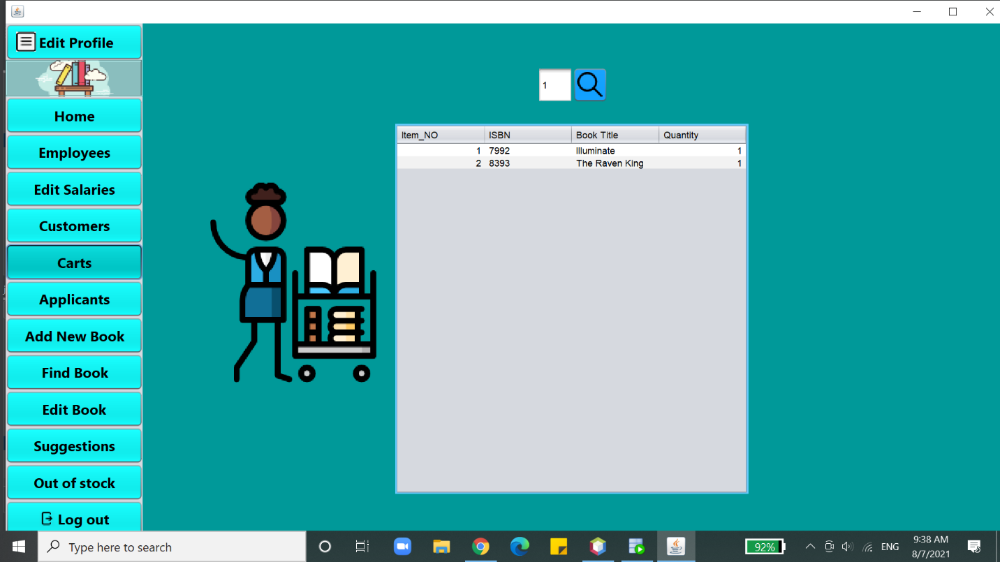 Edit Profile
Home
Employees
Edit Salaries
Customers
Carts
Applicants
Add New Book
Find Book
Edit Book
Suggestions
Out of stock
Log out
1
Item_NO ISBN Book Title Quantity
1 7992 Illuminate 1
2 8393 The Raven King 1
Type here to search
92%
ENG
9:38 AM
8/7/2021